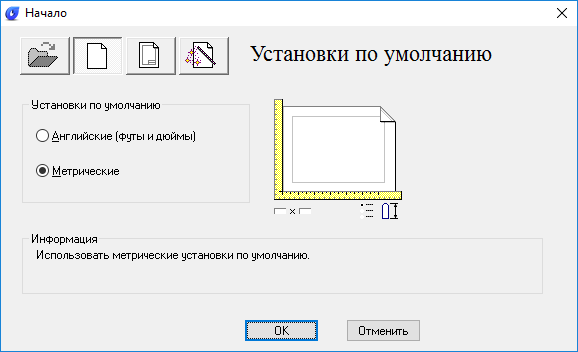 Начало
Установки по умолчанию
Установки по умолчанию
Английские (футы и дюймы)
Метрические
Информация
Использовать метрические установки по умолчанию.
OK
Отменить